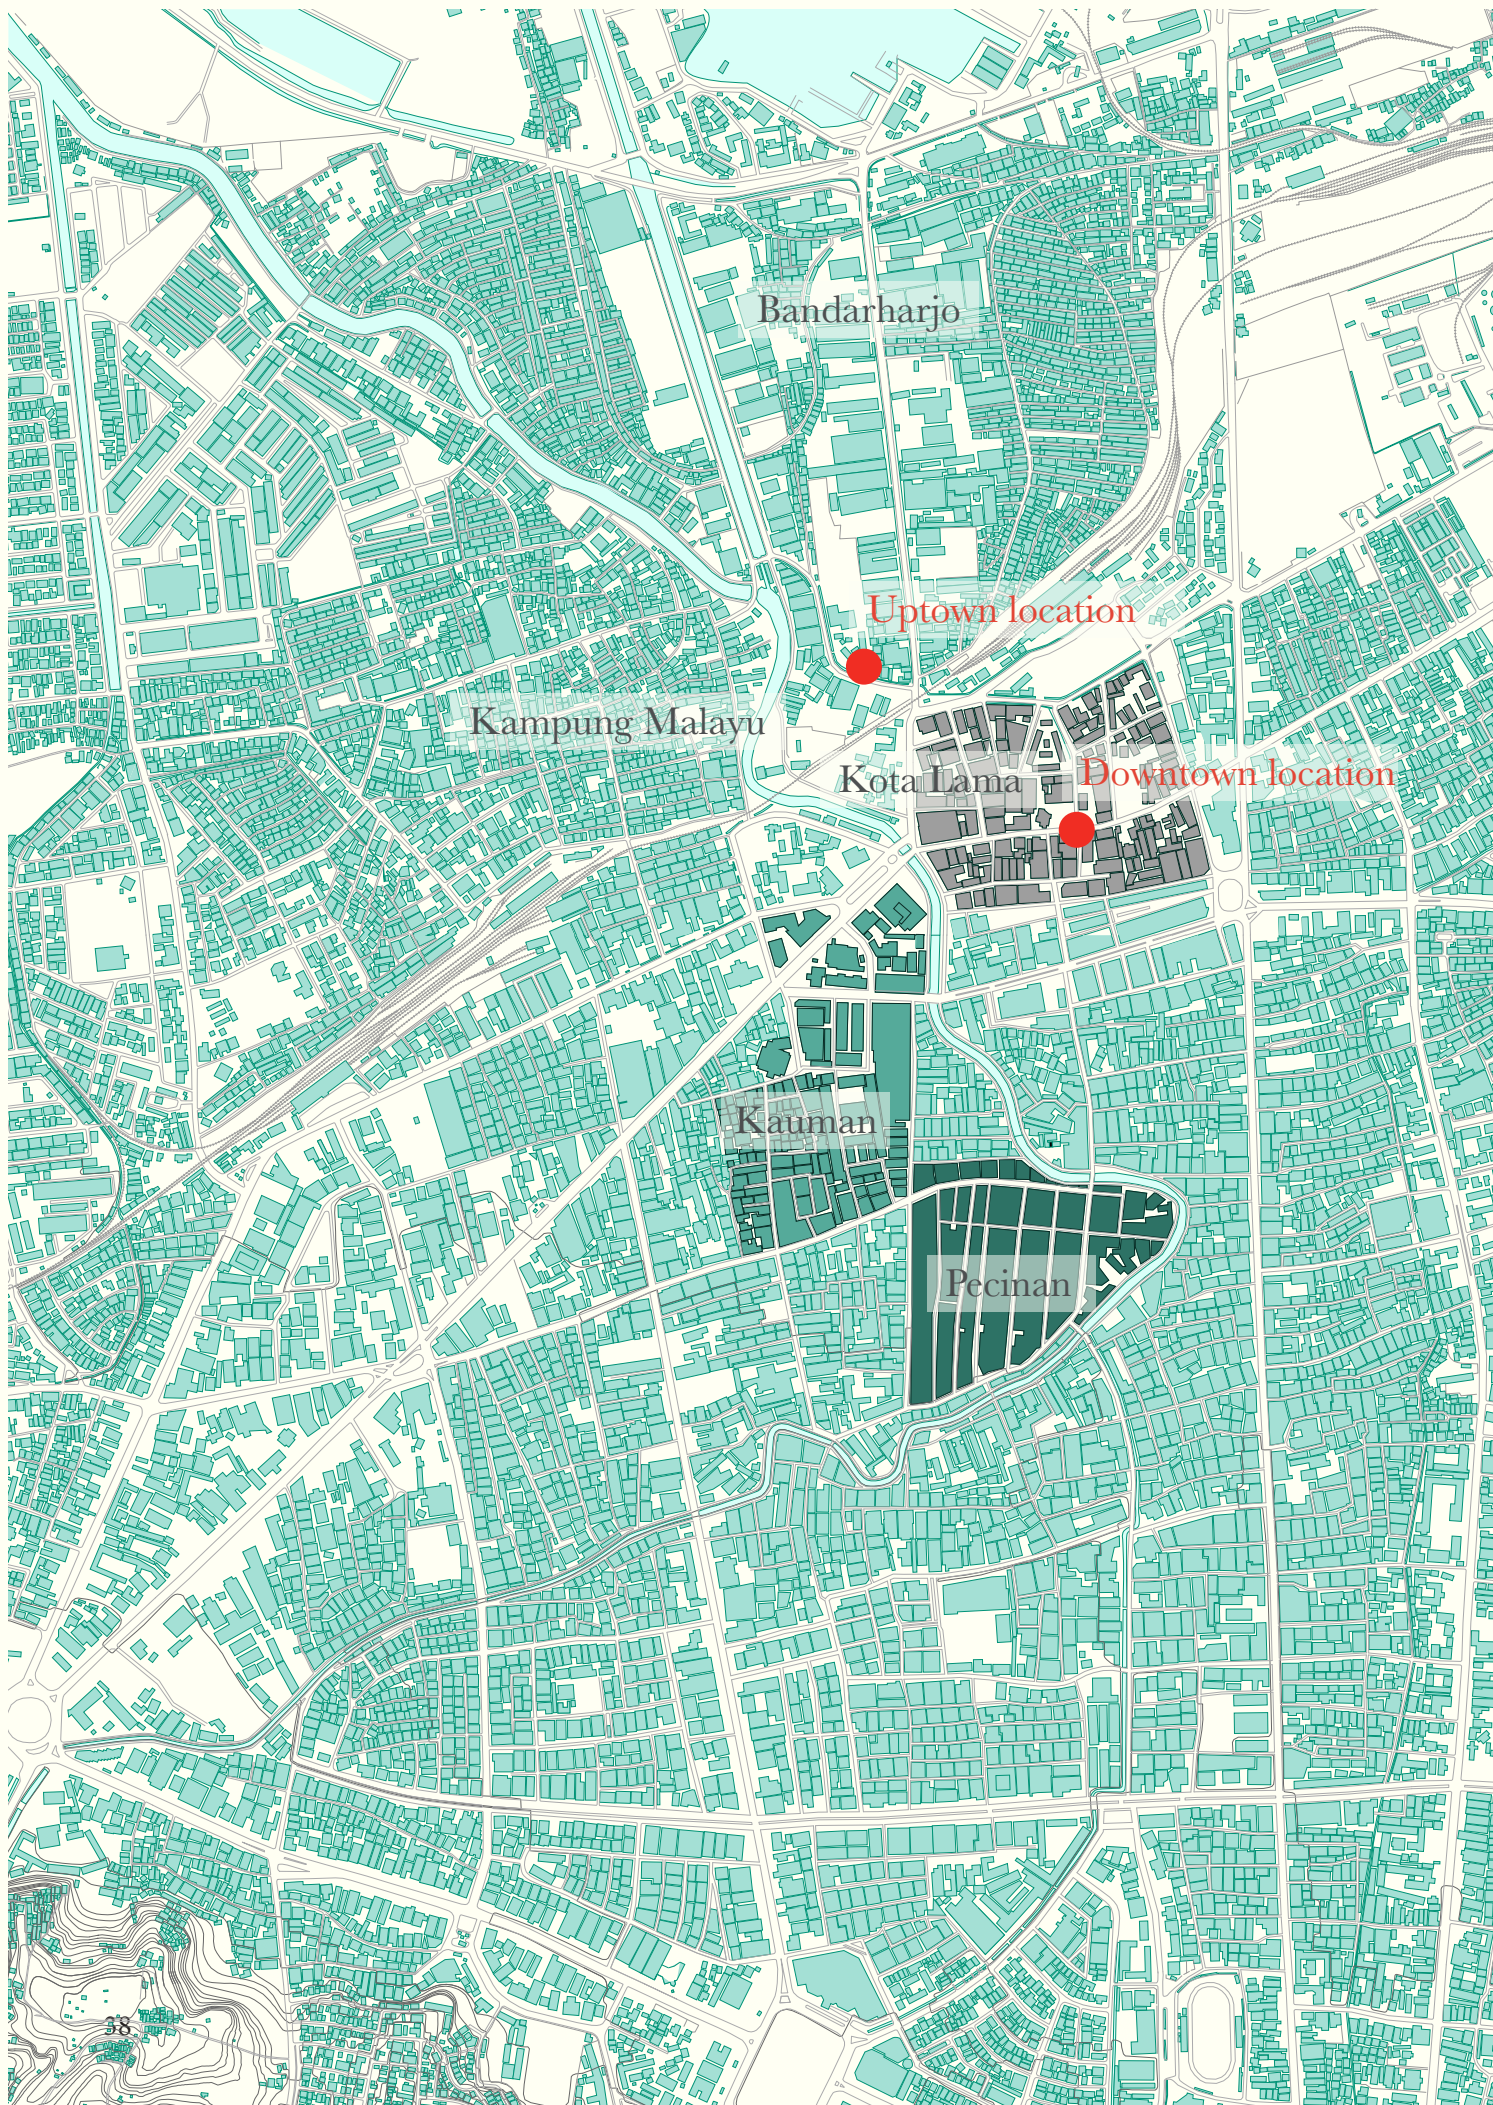 Bandarharjo
Uptown location
Kampung Malayu
Kota Lama
Downtown location
Kauman
Pecinan
38